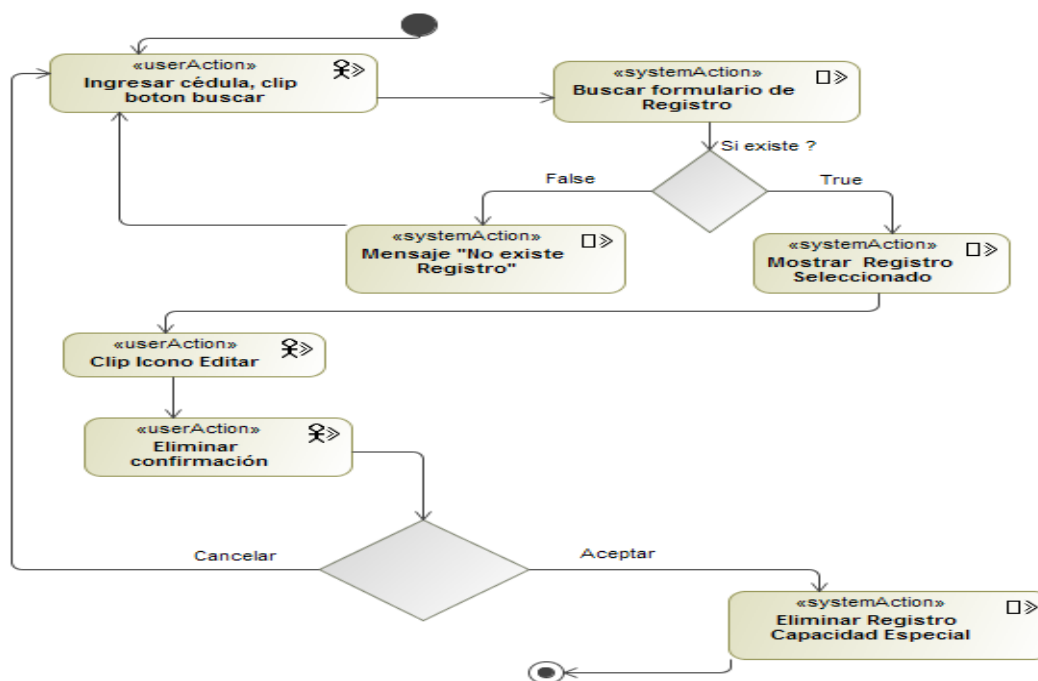 «userAction»
Ingresar cédula, clip
boton buscar
«systemAction»
Buscar formulario de
Registro
Si existe ?
False
True
«systemAction»
Mensaje "No existe
Registro"
«systemAction»
Mostrar Registro
Seleccionado
«userAction»
Clip Icono Editar
«userAction»
Eliminar
confirmación
Cancelar
Aceptar
«systemAction»
Eliminar Registro
Capacidad Especial